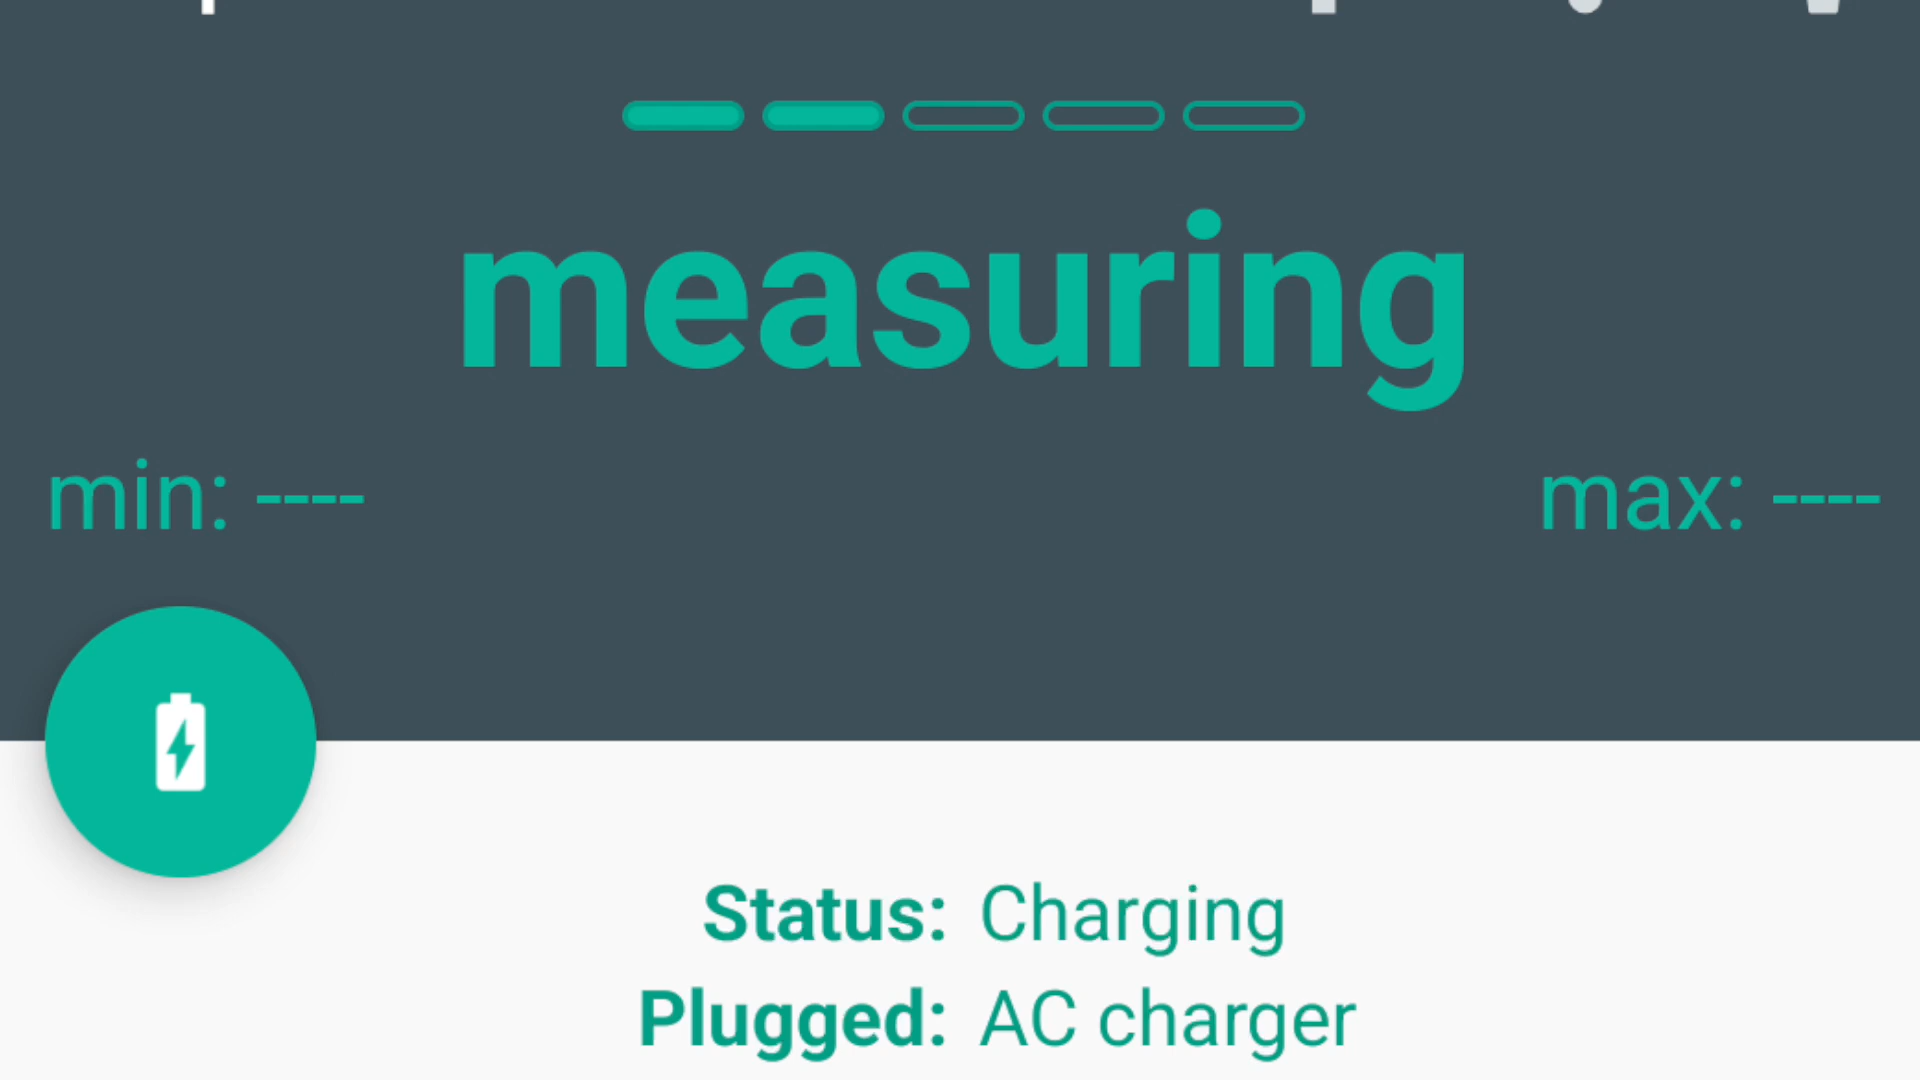 measuring
min: ----
max: ----
Status: Charging
Plugged: AC charger